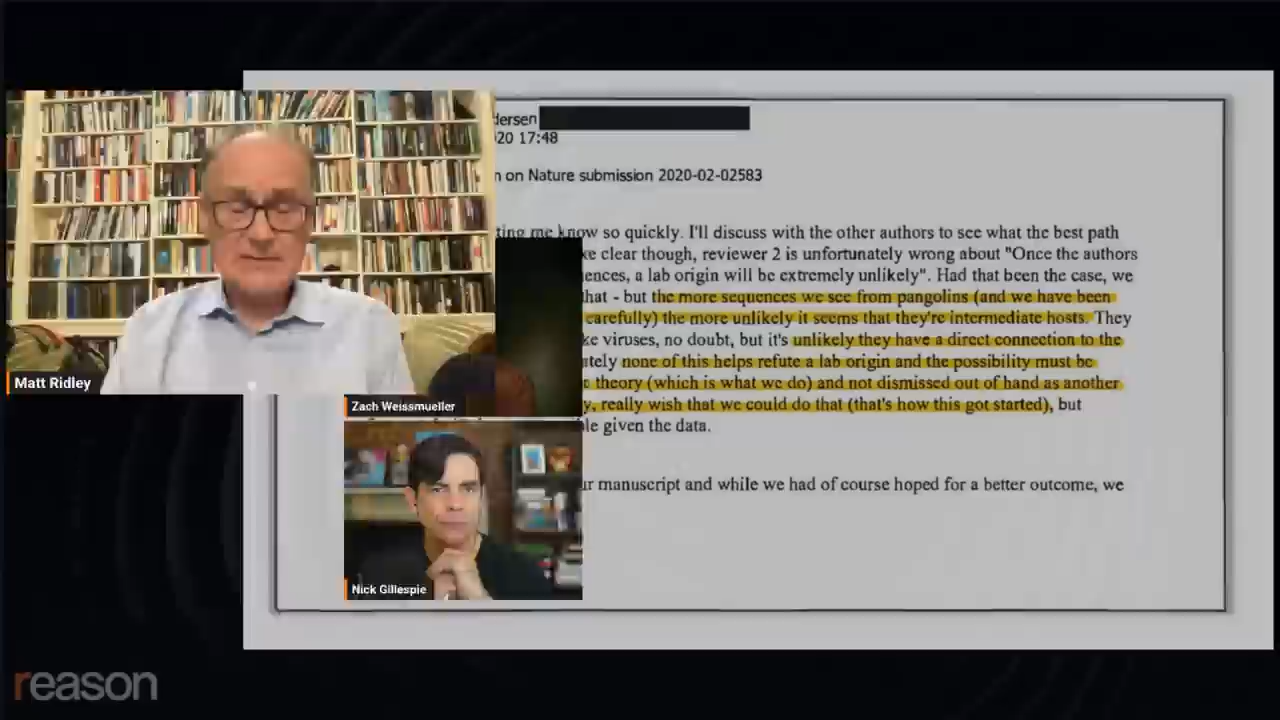 dersen
20 17:48
n on Nature submission 2020-02-02583
ting me know so quickly. I'll discuss with the other authors to see what the best path
ke clear though, reviewer 2 is unfortunately wrong about "Once the authors
ences, a lab origin will be extremely unlikely". Had that been the case, we
that - but the more sequences we see from pangolins (and we have been
carefully) the more unlikely it seems that they're intermediate hosts. They
ke viruses, no doubt, but it's unlikely they have a direct connection to the
tely none of this helps refute a lab origin and the possibility must be
theory (which is what we do) and not dismissed out of hand as another
y, really wish that we could do that (that's how this got started), but
le given the data.
ur manuscript and while we had of course hoped for a better outcome, we
Matt Ridley
Zach Weissmueller
Nick Gillespie
reason